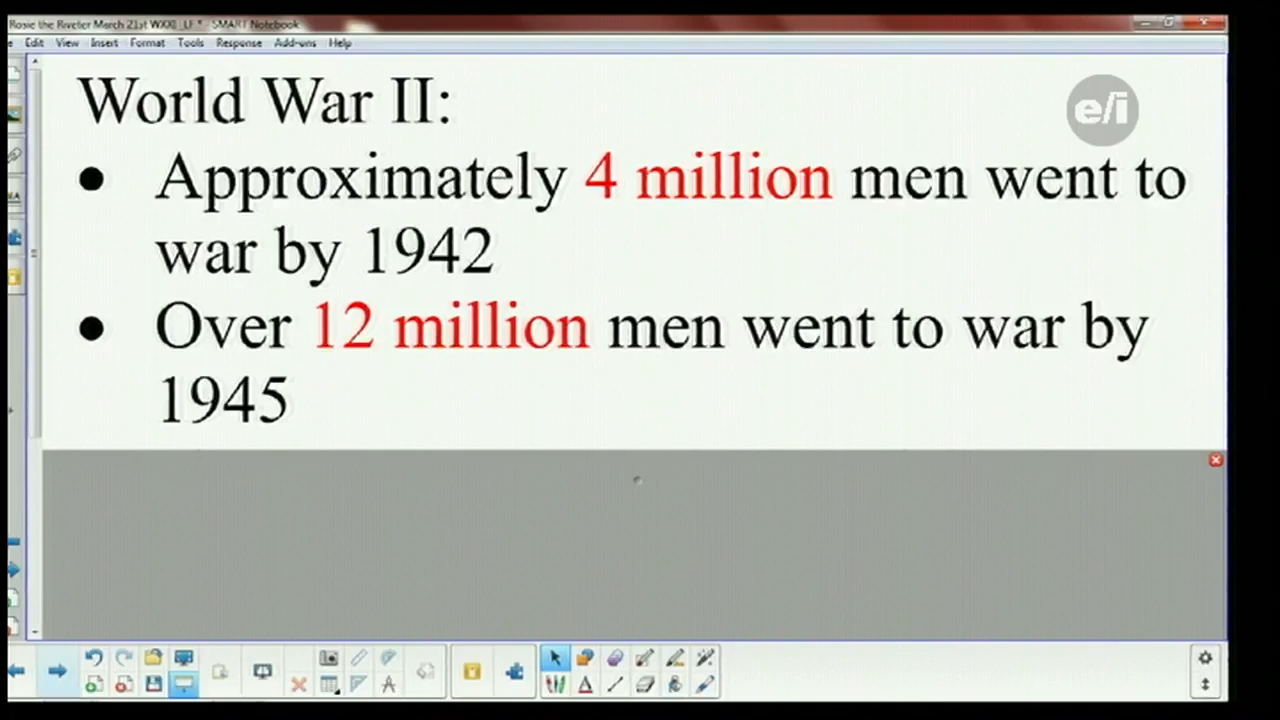 Rosie the Riveter March 21st WXXI_LF * - SMART Notebook
Edit View Insert Format Tools Response Add-ons Help
e/i
World War II:
• Approximately 4 million men went to
war by 1942
• Over 12 million men went to war by
1945